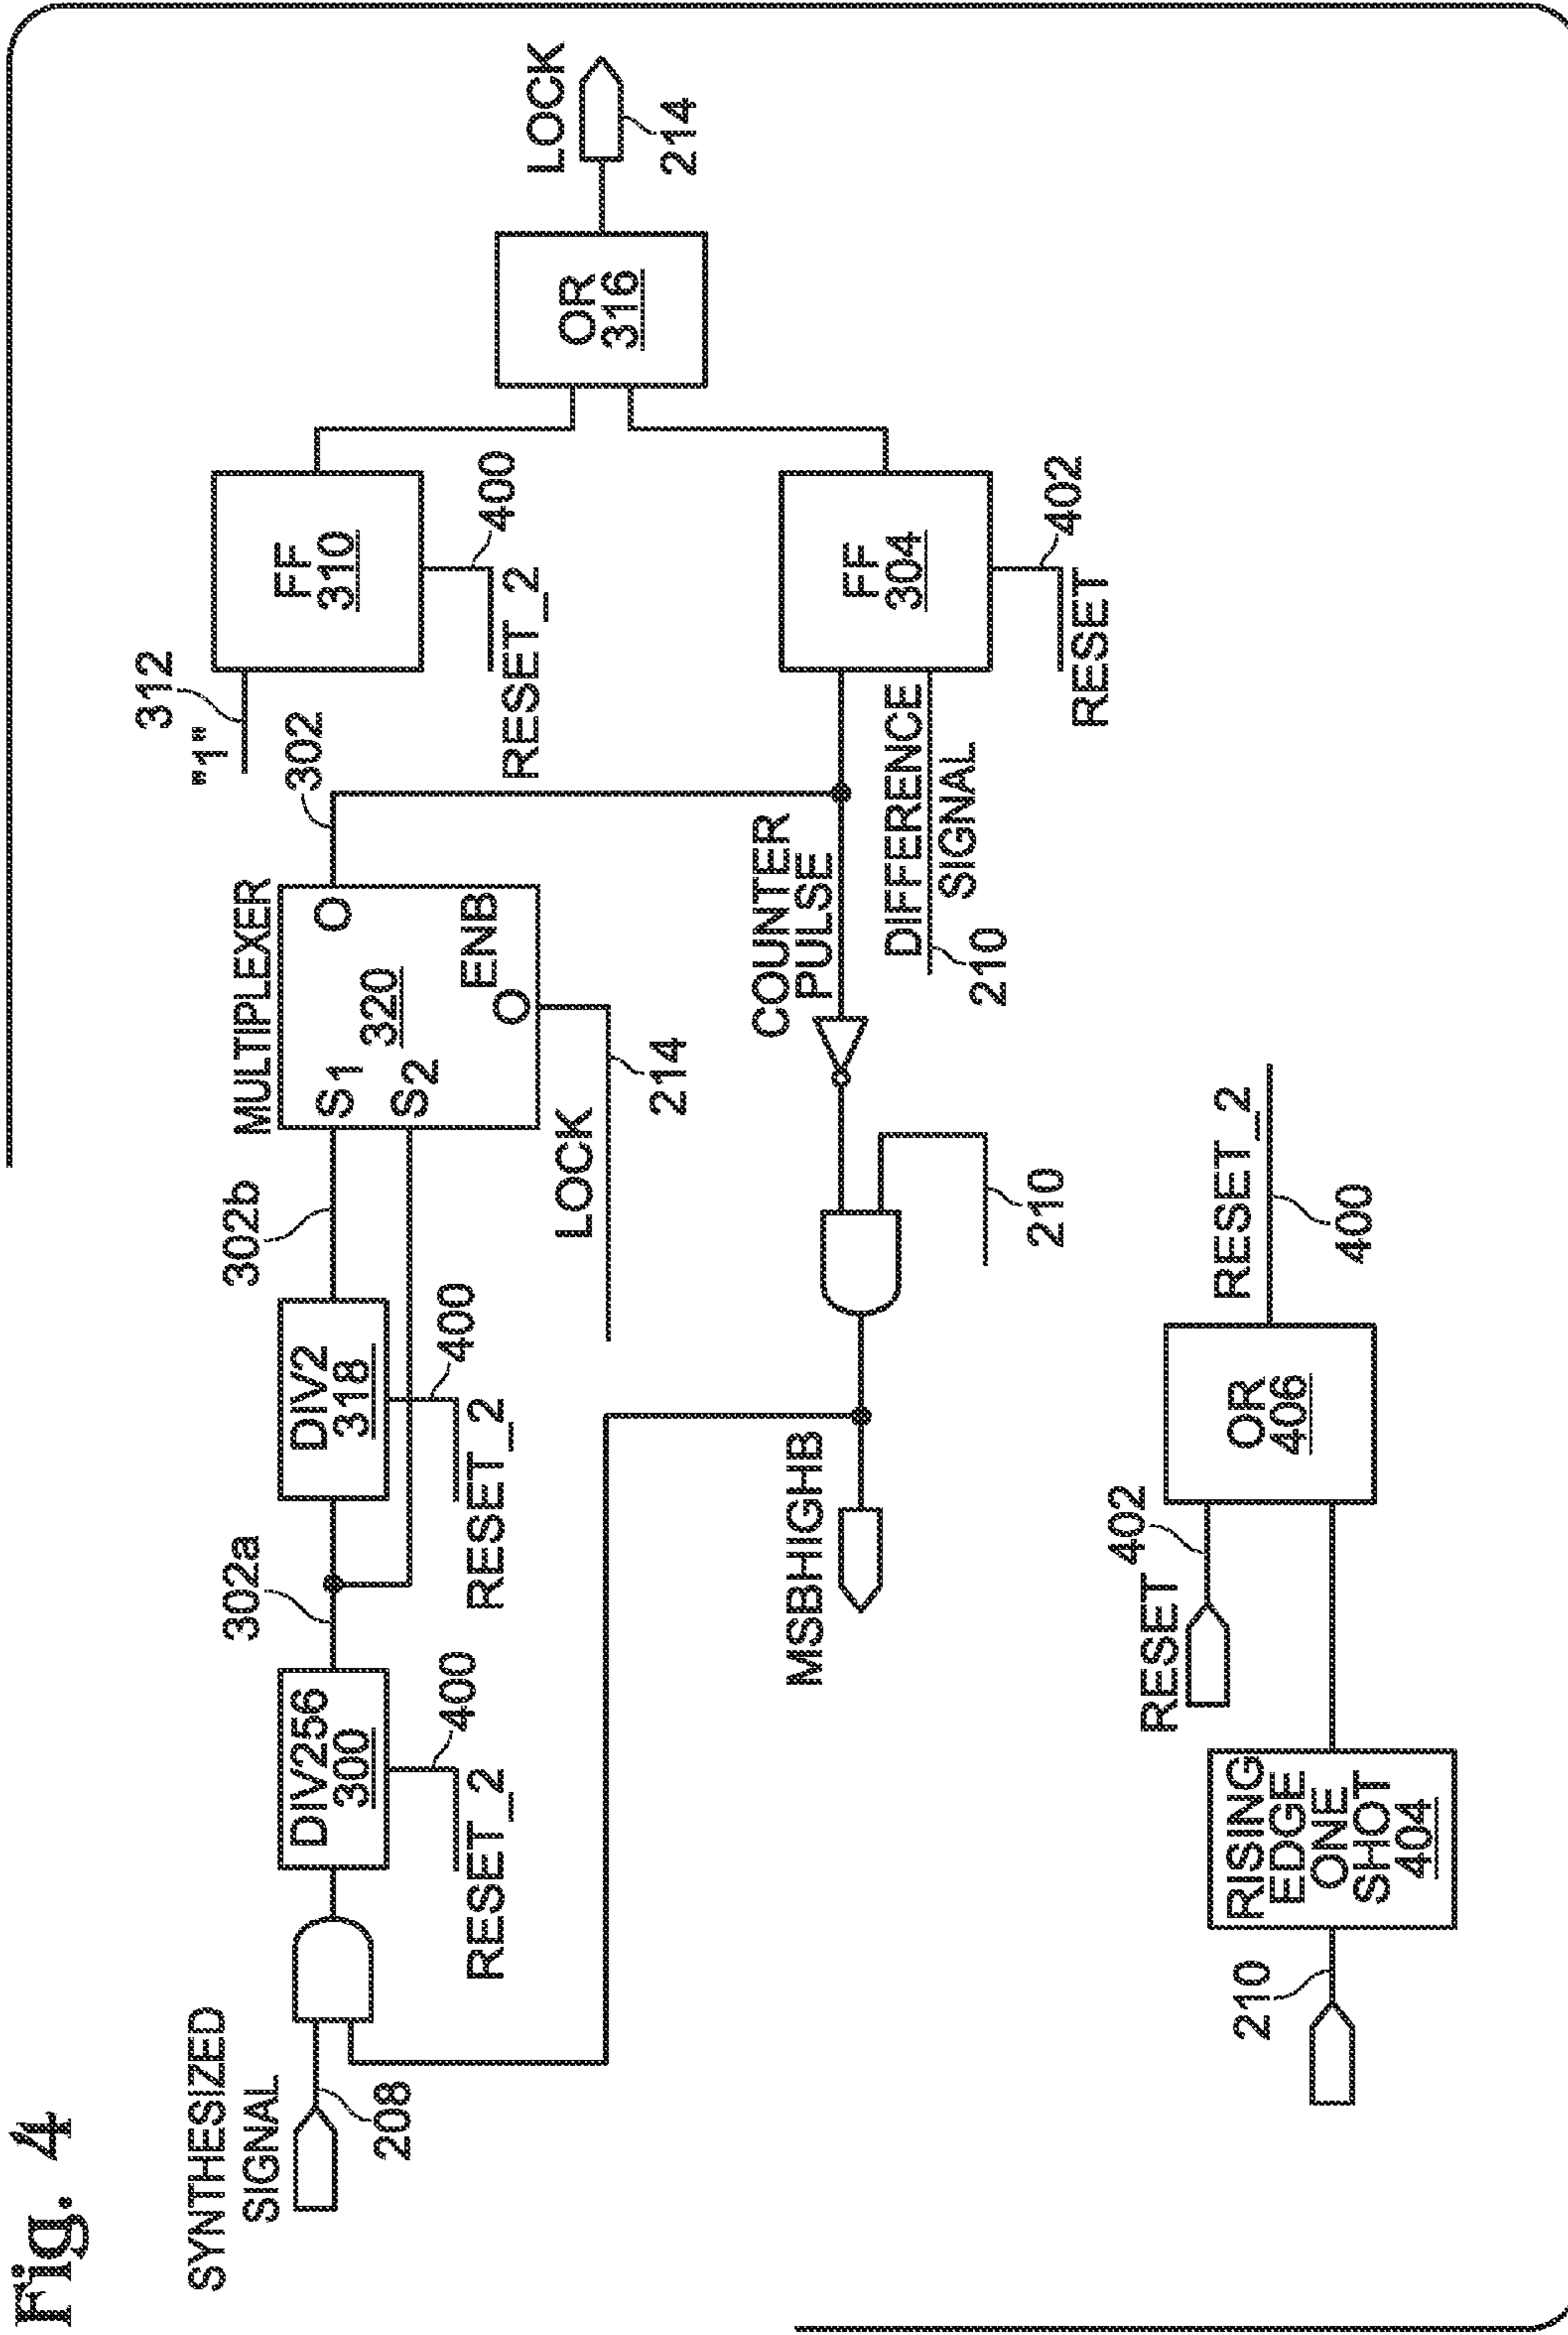 Fig. 4
SYNTHESIZED
SIGNAL
208
DIV256
300
400
RESET_2
302a
DIV2
318
400
RESET_2
302b
MULTIPLEXER
S1
S2
320
O
ENB
O
LOCK
214
302
312
"1"
FF
310
400
RESET_2
OR
316
LOCK
214
MSBHIGHB
210
COUNTER
PULSE
DIFFERENCE
SIGNAL
210
FF
304
402
RESET
210
RISING
EDGE
ONE
SHOT
404
RESET
402
OR
406
RESET_2
400